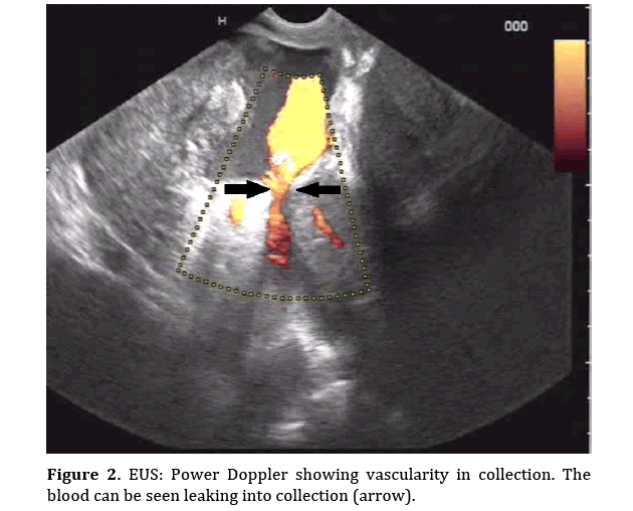 H
000
Figure 2. EUS: Power Doppler showing vascularity in collection. The
blood can be seen leaking into collection (arrow).